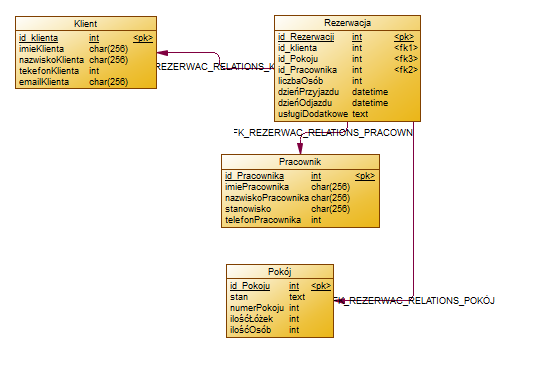 Klient
id_klienta int <pk>
imieKlienta char(256)
nazwiskoKlienta char(256)
tekefonKlienta int
emailKlienta char(256)
Rezerwacja
id_Rezerwacji int <pk>
id_klienta int <fk1>
id_Pokoju int <fk3>
id_Pracownika int <fk2>
liczbaOsób int
dzieńPrzyjazdu datetime
dzieńOdjazdu datetime
usługiDodatkowe text
REZERWAC_RELATIONS_K
FK_REZERWAC_RELATIONS_PRACOWN
Pracownik
id_Pracownika int <pk>
imiePracownika char(256)
nazwiskoPracownika char(256)
stanowisko char(256)
telefonPracownika int
Pokój
id_Pokoju int <pk>
stan text
numerPokoju int
ilośćŁóżek int
ilośćOsób int
FK_REZERWAC_RELATIONS_POKÓJ